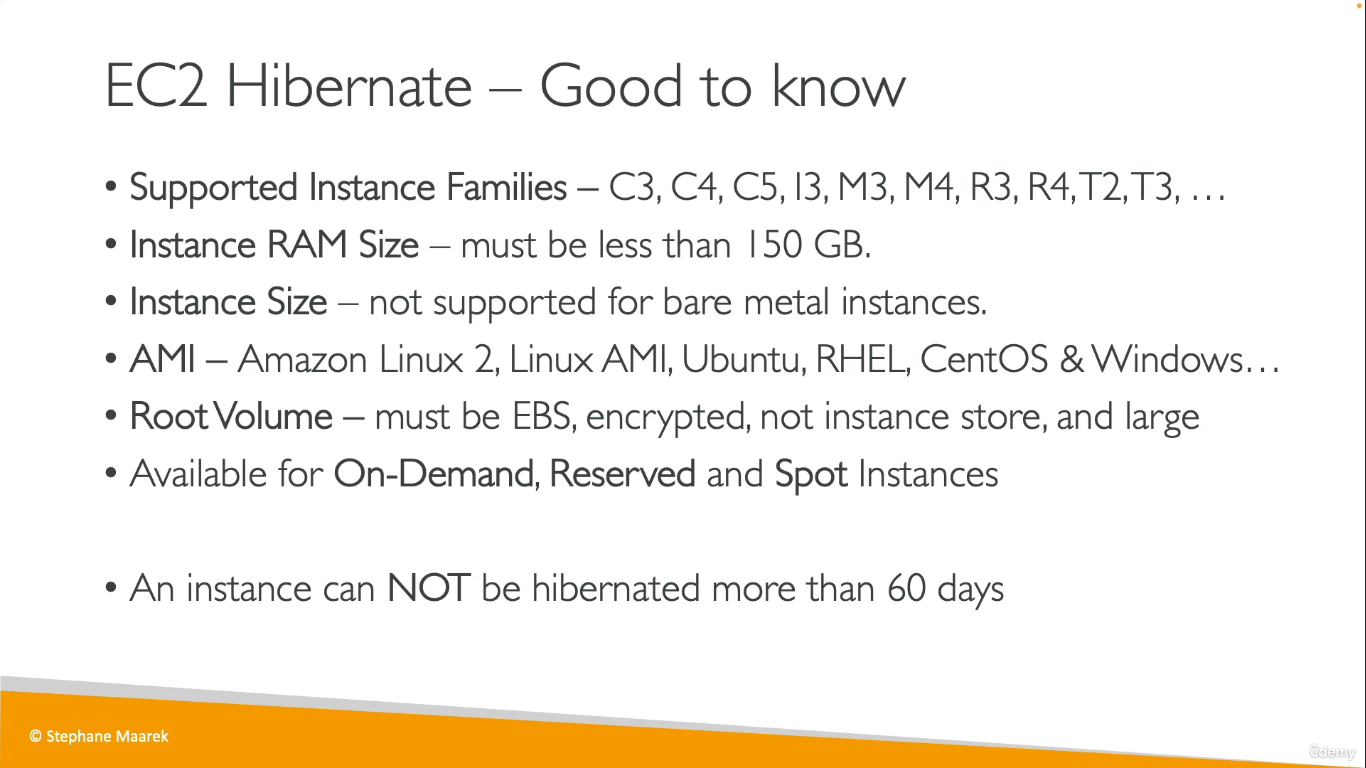 EC2 Hibernate – Good to know
• Supported Instance Families – C3, C4, C5, I3, M3, M4, R3, R4, T2, T3, …
• Instance RAM Size – must be less than 150 GB.
• Instance Size – not supported for bare metal instances.
• AMI – Amazon Linux 2, Linux AMI, Ubuntu, RHEL, CentOS & Windows…
• Root Volume – must be EBS, encrypted, not instance store, and large
• Available for On-Demand, Reserved and Spot Instances
• An instance can NOT be hibernated more than 60 days
© Stephane Maarek
ûdemy